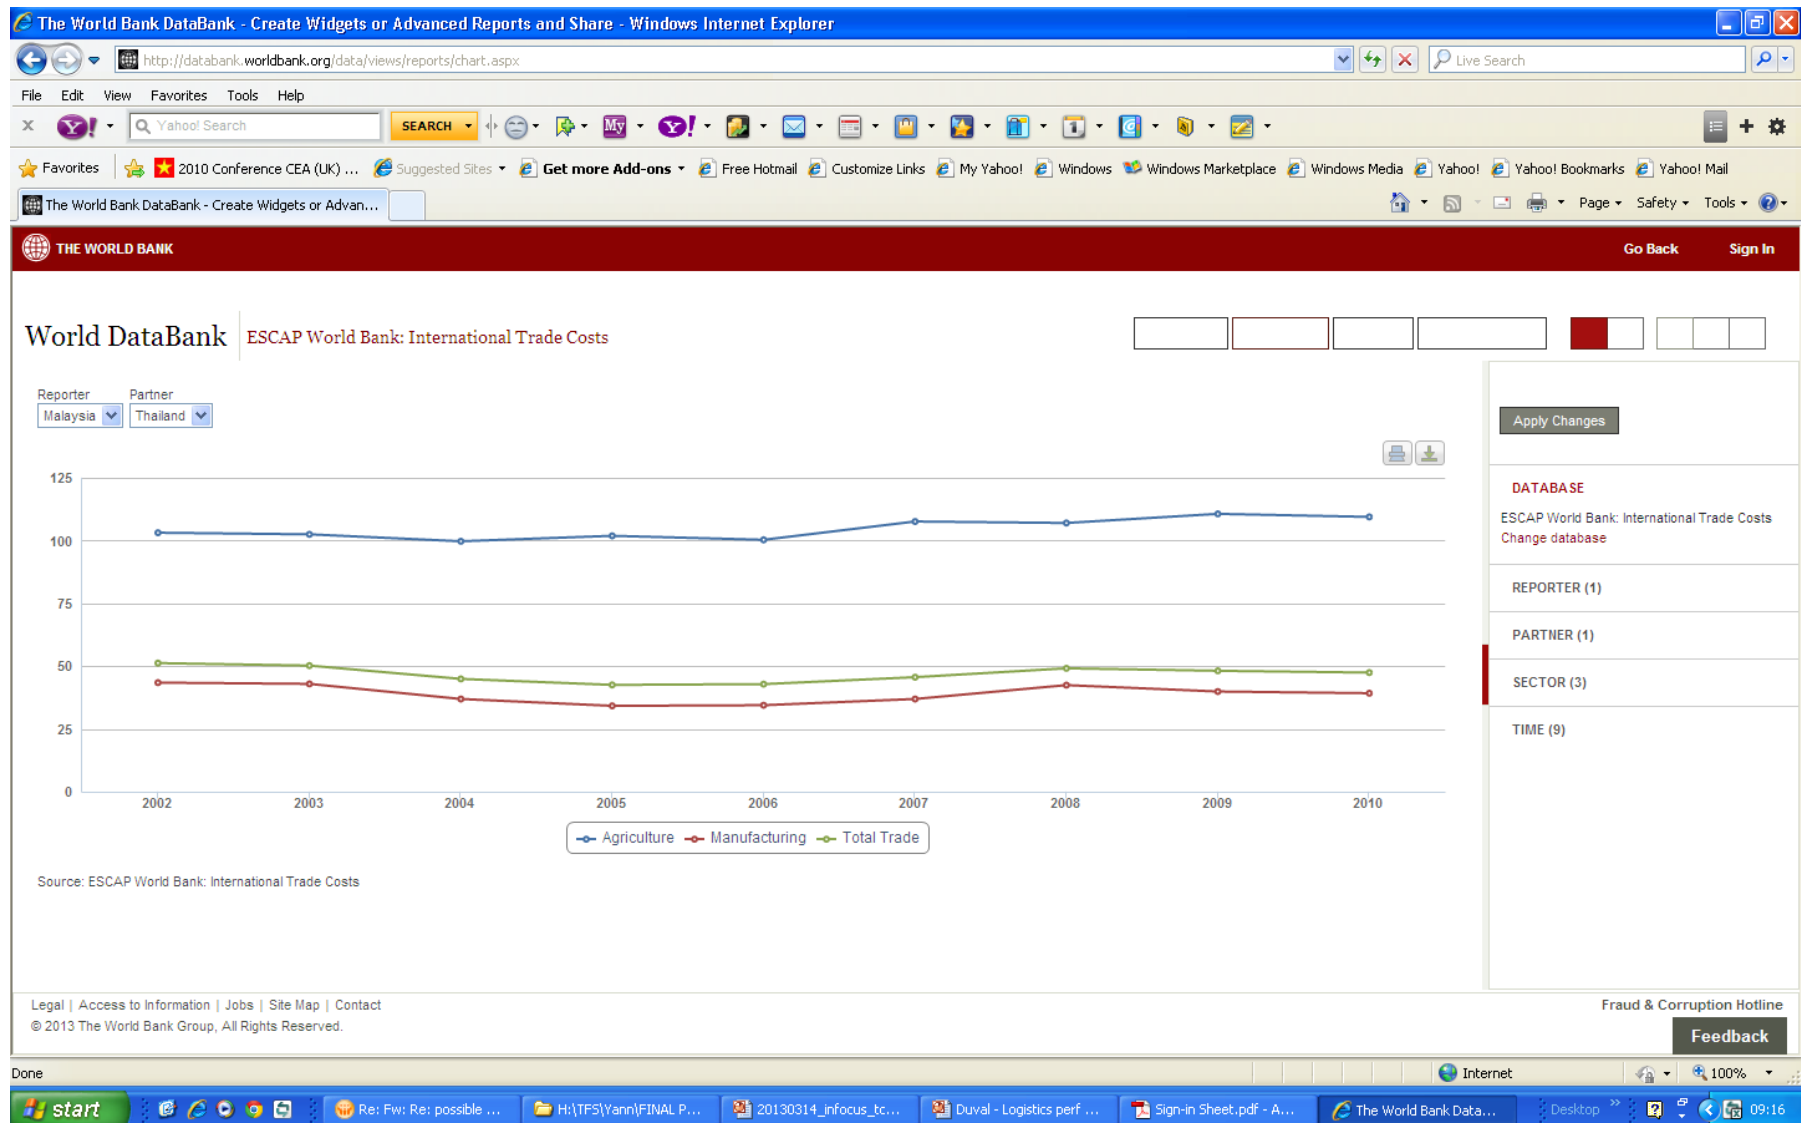 The World Bank DataBank - Create Widgets or Advanced Reports and Share - Windows Internet Explorer
http://databank.worldbank.org/data/views/reports/chart.aspx
Live Search
File Edit View Favorites Tools Help
x Y! Yahoo! Search SEARCH My Y! 1
Favorites 2010 Conference CEA (UK) ... Suggested Sites Get more Add-ons Free Hotmail Customize Links My Yahoo! Windows Windows Marketplace Windows Media Yahoo! Yahoo! Bookmarks Yahoo! Mail
The World Bank DataBank - Create Widgets or Advan... Page Safety Tools
THE WORLD BANK Go Back Sign In
World DataBank ESCAP World Bank: International Trade Costs
Reporter Partner
Malaysia Thailand
Apply Changes
DATABASE
ESCAP World Bank: International Trade Costs
Change database
REPORTER (1)
PARTNER (1)
SECTOR (3)
TIME (9)
125
100
75
50
25
0
2002 2003 2004 2005 2006 2007 2008 2009 2010
Agriculture Manufacturing Total Trade
Source: ESCAP World Bank: International Trade Costs
Legal | Access to Information | Jobs | Site Map | Contact
© 2013 The World Bank Group, All Rights Reserved.
Fraud & Corruption Hotline
Feedback
Done Internet 100%
start Re: Fw: Re: possible ... H:\TFS\Yann\FINAL P... 20130314_infocus_tc... Duval - Logistics perf ... Sign-in Sheet.pdf - A... The World Bank Data... Desktop 09:16